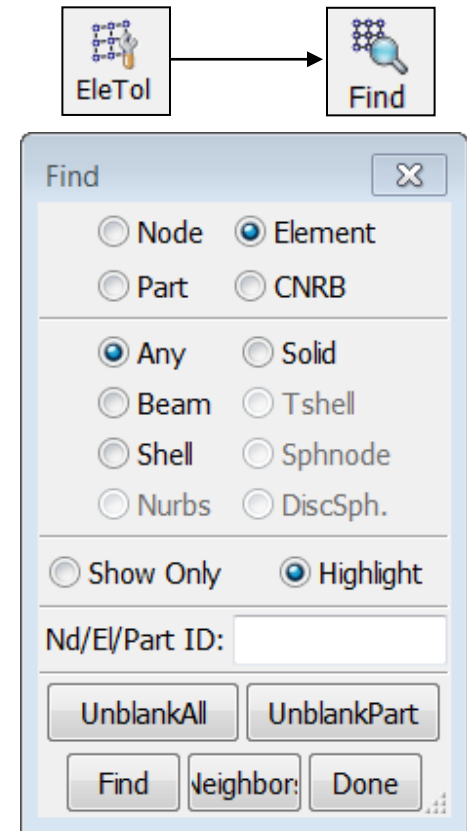 EleTol
Find
Find
Node Element
Part CNRB
Any Solid
Beam Tshell
Shell Sphnode
Nurbs DiscSph.
Show Only Highlight
Nd/El/Part ID:
UnblankAll UnblankPart
Find Neighbors Done